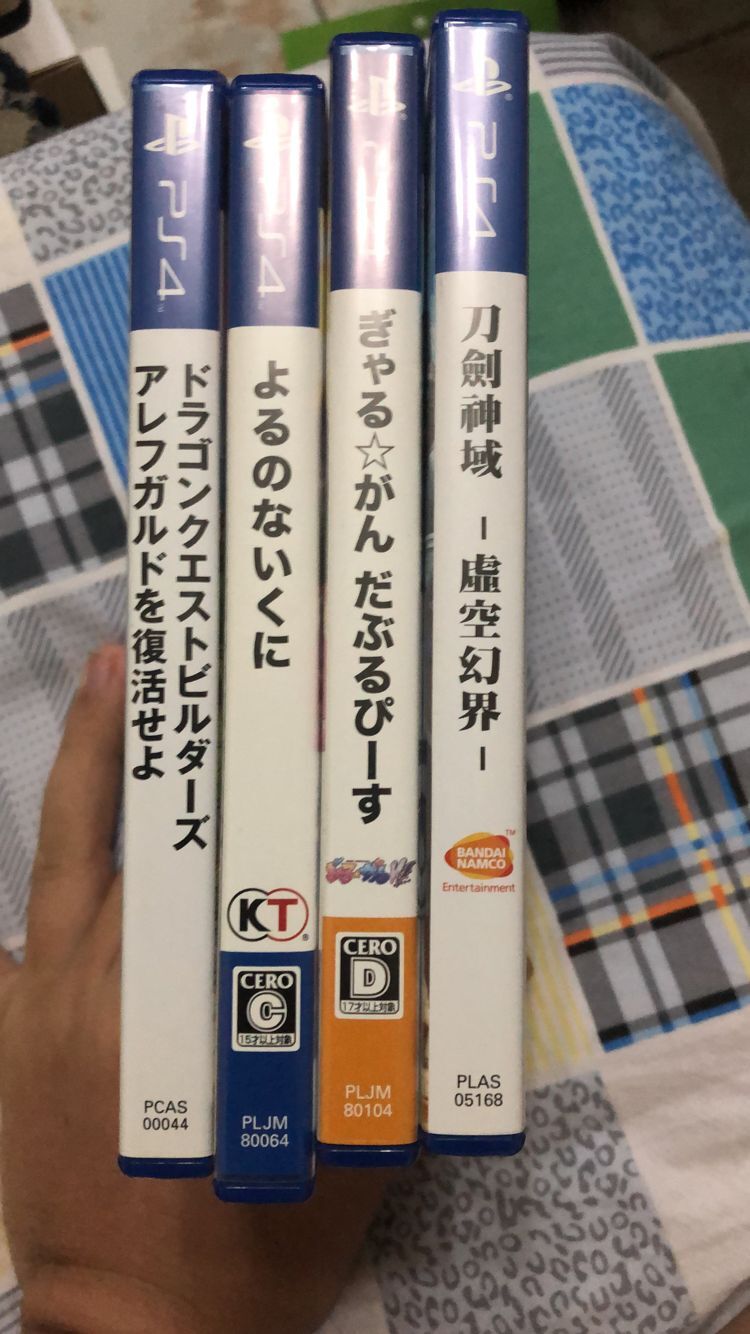 PS4
ドラゴンクエストビルダーズ
アレフガルドを復活せよ
PCAS
00044
PS4
よるのないくに
KT
CERO
C
15才以上対象
PLJM
80064
PS4
ぎゃる☆がん だぶるぴーす
CERO
D
17才以上対象
PLJM
80104
PS4
刀劍神域 －虛空幻界－
BANDAI
NAMCO
Entertainment
PLAS
05168